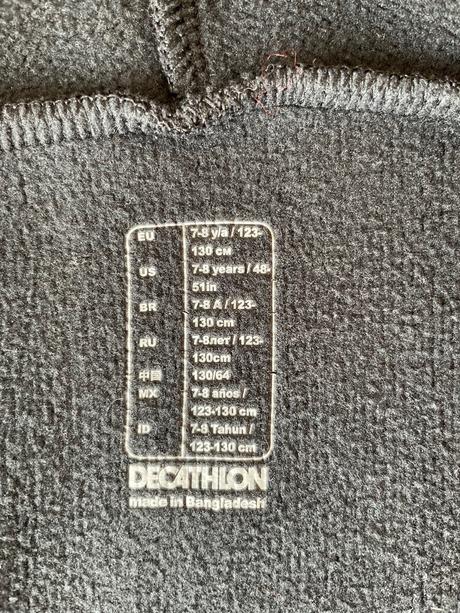 EU 7-8 y/a / 123-
130 см
US 7-8 years / 48-
51in
BR 7-8 A / 123-
130 cm
RU 7-8лет / 123-
130cm
中国 130/64
MX 7-8 años /
123-130 cm
ID 7-8 Tahun /
123-130 cm
DECATHLON
made in Bangladesh